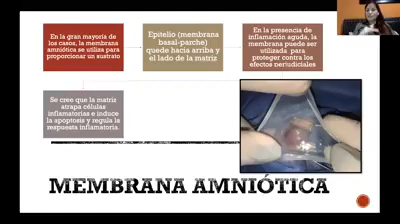 En la gran mayoría de
los casos, la membrana
amniótica se utiliza para
proporcionar un sustrato
Epitelio (membrana
basal-parche)
quede hacia arriba y
el lado de la matriz
En la presencia de
inflamación aguda, la
membrana puede ser
utilizada para
proteger contra los
efectos perjudiciales
Se cree que la matriz
atrapa células
inflamatorias e induce
la apoptosis y regula la
respuesta inflamatoria.
MEMBRANA AMNIÓTICA